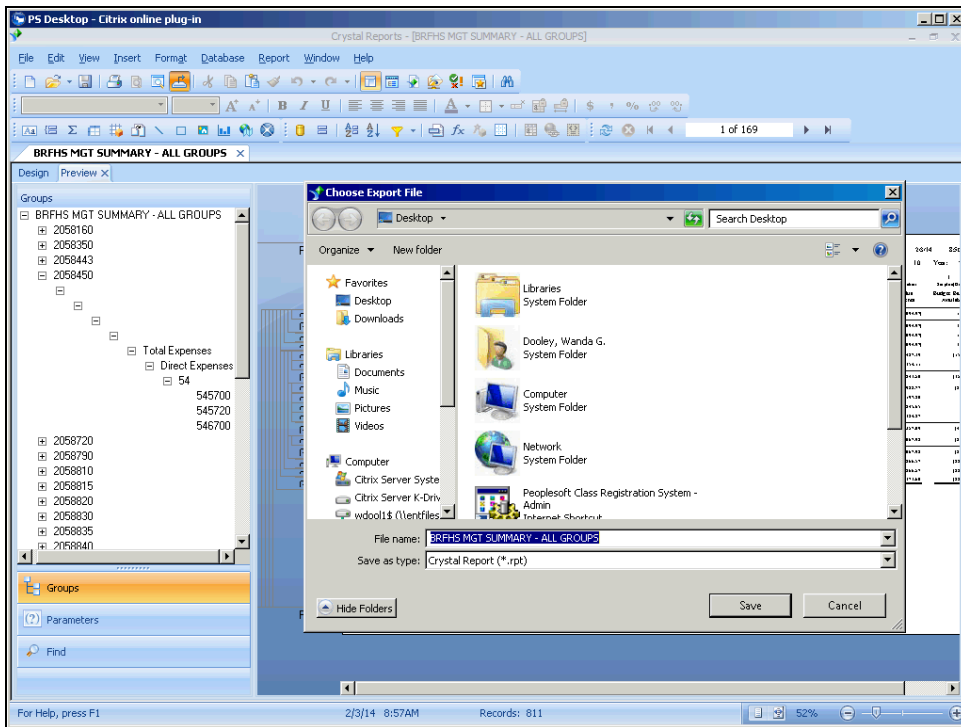 PS Desktop - Citrix online plug-in
Crystal Reports - [BRFHS MGT SUMMARY - ALL GROUPS]
File Edit View Insert Format Database Report Window Help
1 of 169
BRFHS MGT SUMMARY - ALL GROUPS
Design Preview
Groups
BRFHS MGT SUMMARY - ALL GROUPS
2058160
2058350
2058443
2058450
Total Expenses
Direct Expenses
54
545700
545720
546700
2058720
2058790
2058810
2058815
2058820
2058830
2058835
2058840
Groups
Parameters
Find
Choose Export File
Desktop
Search Desktop
Organize New folder
Favorites
Desktop
Downloads
Libraries
Documents
Music
Pictures
Videos
Computer
Citrix Server Syste
Citrix Server K-Driv
wdool1$ (\\entfiles
Libraries
System Folder
Dooley, Wanda G.
System Folder
Computer
System Folder
Network
System Folder
Peoplesoft Class Registration System -
Admin
Internet Shortcut
File name: BRFHS MGT SUMMARY - ALL GROUPS
Save as type: Crystal Report (*.rpt)
Hide Folders
Save
Cancel
For Help, press F1
2/3/14 8:57AM
Records: 811
52%